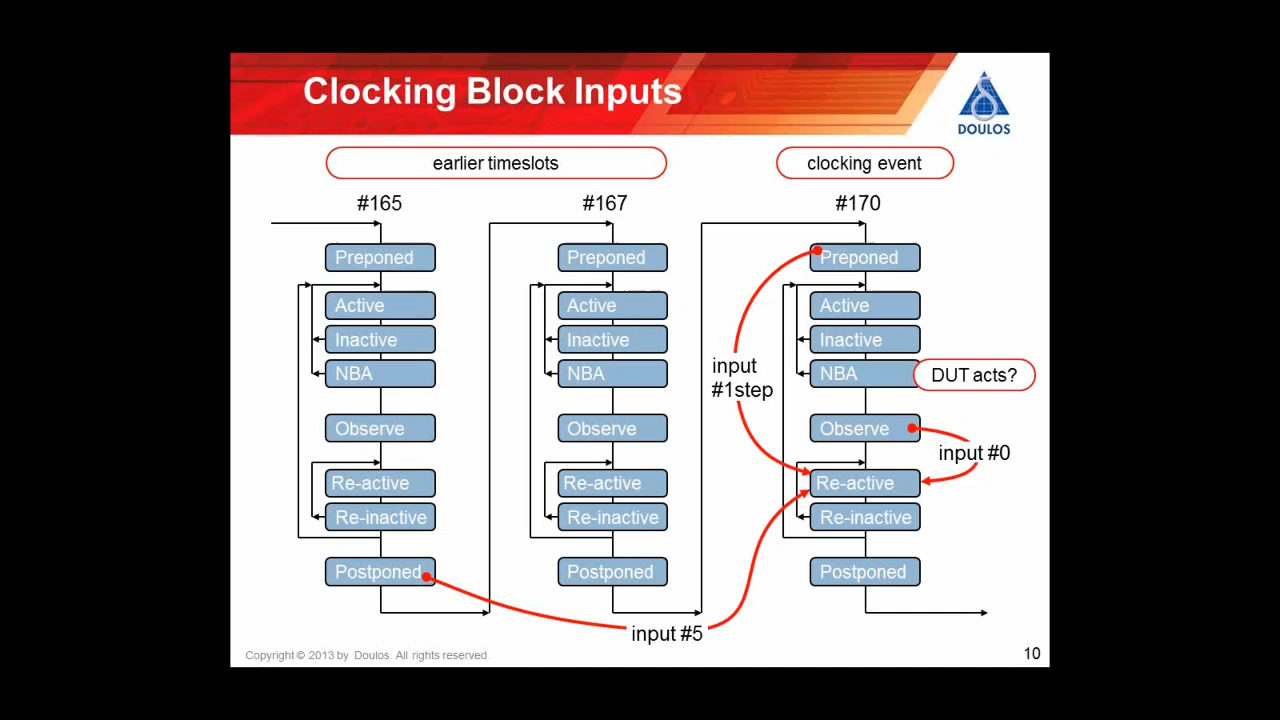 Clocking Block Inputs
DOULOS
earlier timeslots
clocking event
#165
#167
#170
Preponed
Preponed
Preponed
Active
Active
Active
Inactive
Inactive
Inactive
NBA
NBA
NBA
DUT acts?
input
#1step
Observe
Observe
Observe
input #0
Re-active
Re-active
Re-active
Re-inactive
Re-inactive
Re-inactive
Postponed
Postponed
Postponed
input #5
Copyright © 2013 by Doulos. All rights reserved.
10